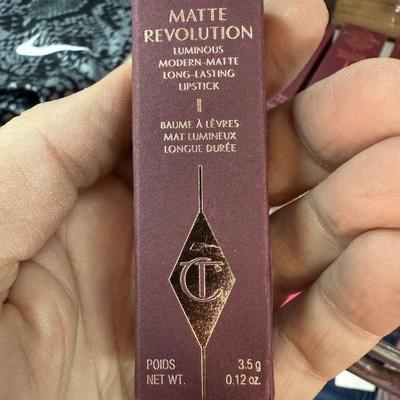 MATTE
REVOLUTION
LUMINOUS
MODERN-MATTE
LONG-LASTING
LIPSTICK
BAUME À LÈVRES
MAT LUMINEUX
LONGUE DURÉE
CT
POIDS 3.5 g
NET WT. 0.12 oz.